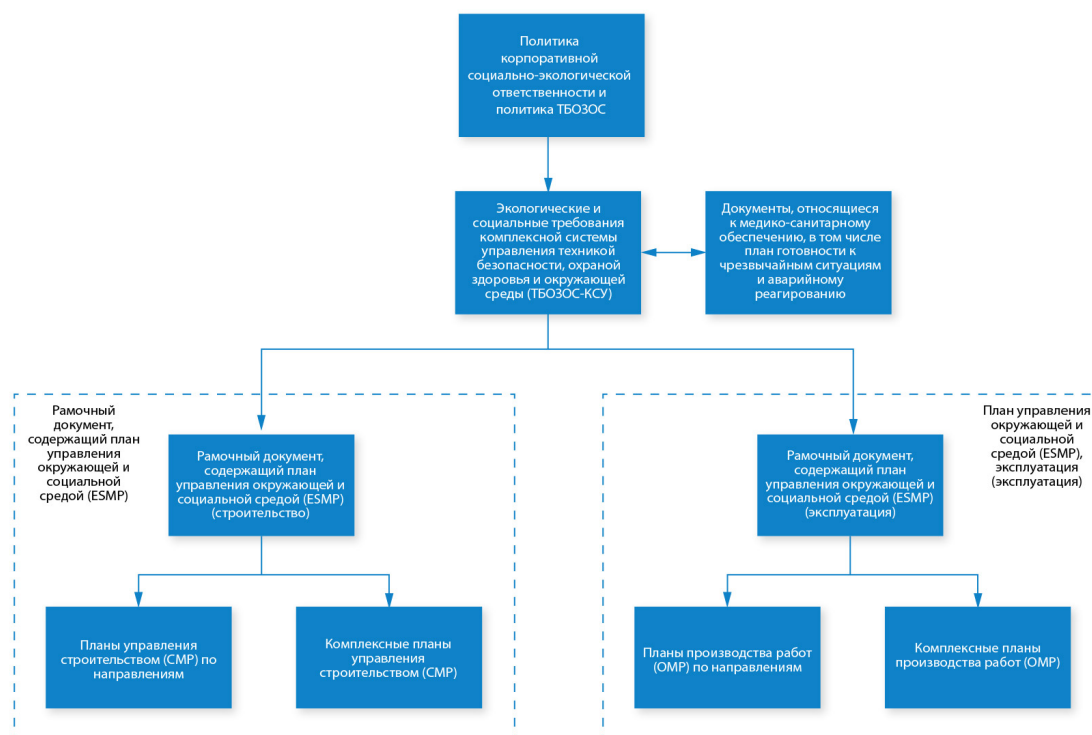 Политика
корпоративной
социально-экологической
ответственности и
политика ТБОЗОС
Экологические и
социальные требования
комплексной системы
управления техникой
безопасности, охраной
здоровья и окружающей
среды (ТБОЗОС-КСУ)
Документы, относящиеся
к медико-санитарному
обеспечению, в том числе
план готовности к
чрезвычайным ситуациям
и аварийному
реагированию
Рамочный
документ,
содержащий план
управления
окружающей и
социальной
средой (ESMP)
Рамочный документ,
содержащий план
управления окружающей и
социальной средой (ESMP)
(строительство)
Планы управления
строительством (СМР) по
направлениям
Комплексные планы
управления
строительством (СМР)
План управления
окружающей и
социальной
средой (ESMP),
эксплуатация
(эксплуатация)
Рамочный документ,
содержащий план
управления окружающей и
социальной средой (ESMP)
(эксплуатация)
Планы производства работ
(ОМР) по направлениям
Комплексные планы
производства работ (ОМР)